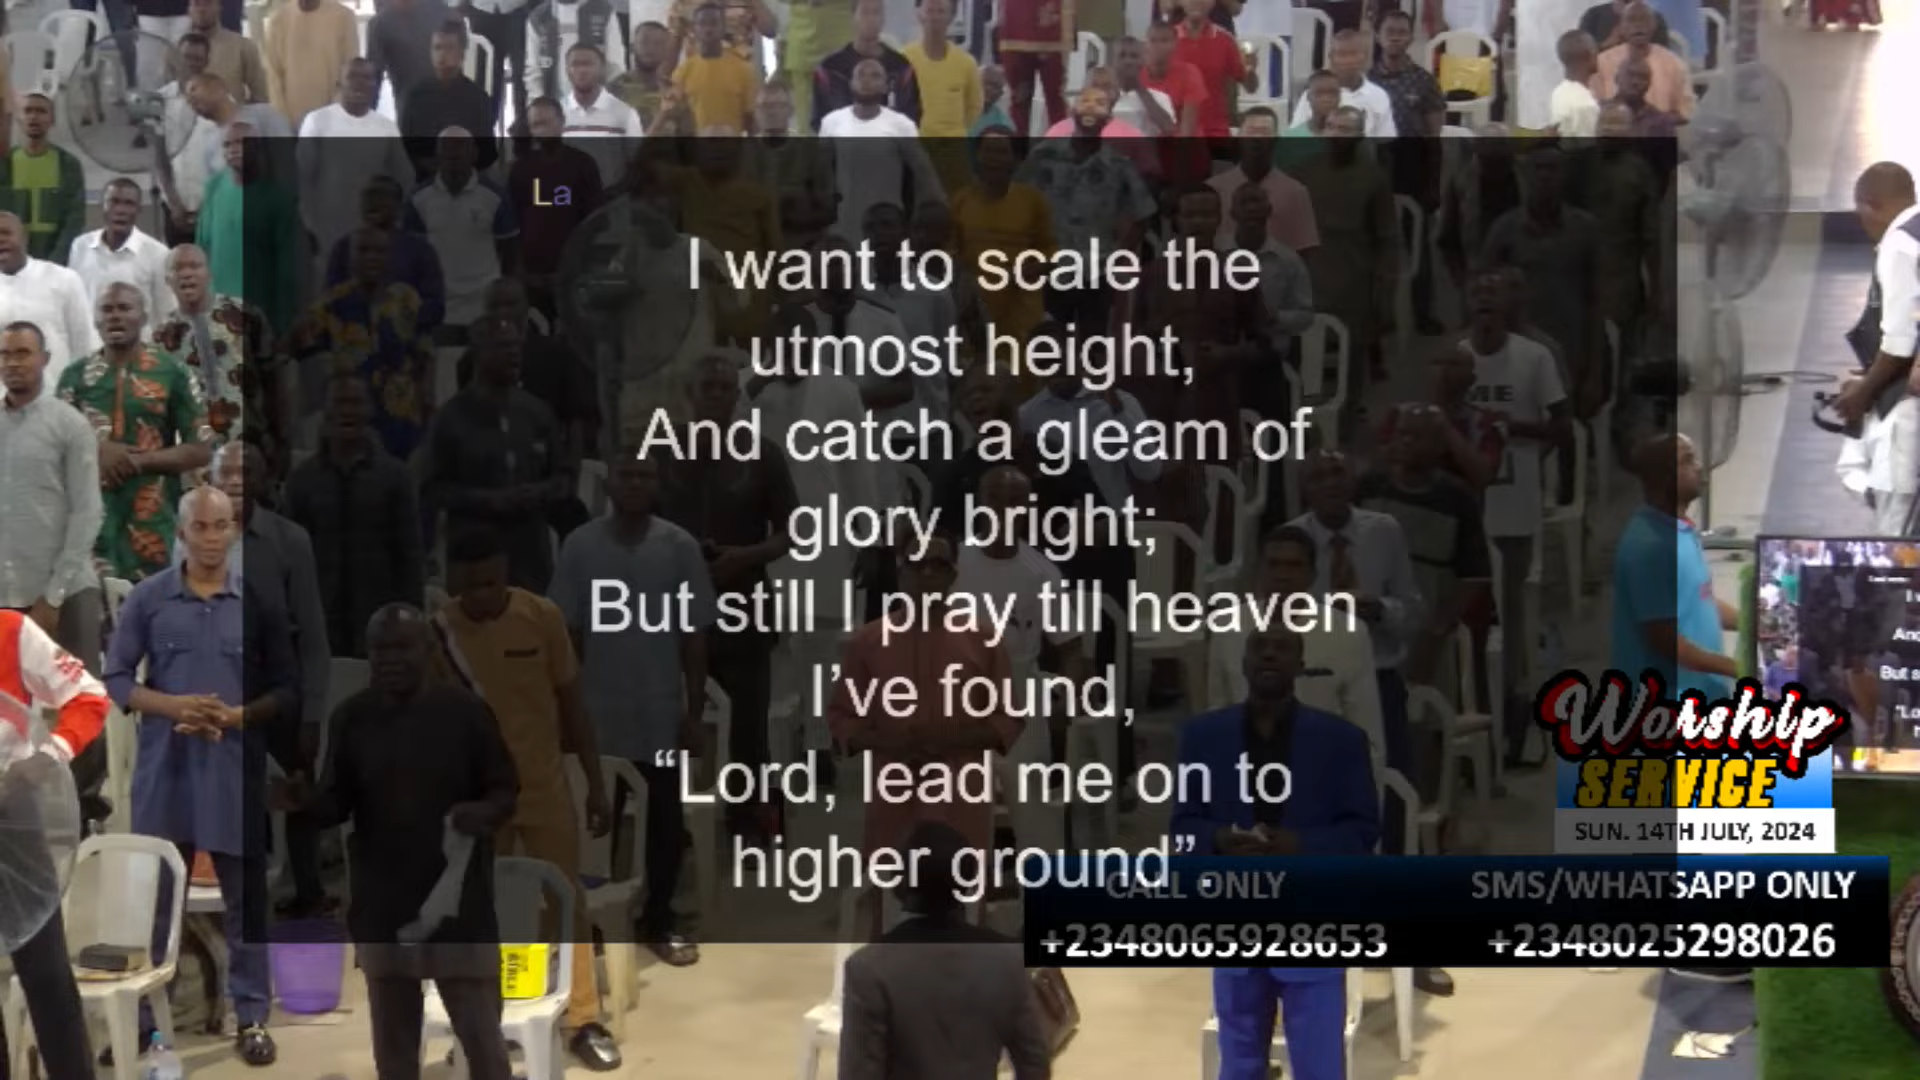 La
I want to scale the
utmost height,
And catch a gleam of
glory bright;
But still I pray till heaven
I’ve found,
“Lord, lead me on to
higher ground”.
Worship
SERVICE
SUN. 14TH JULY, 2024
CALL ONLY
SMS/WHATSAPP ONLY
+2348065928653
+2348025298026
BIBLE